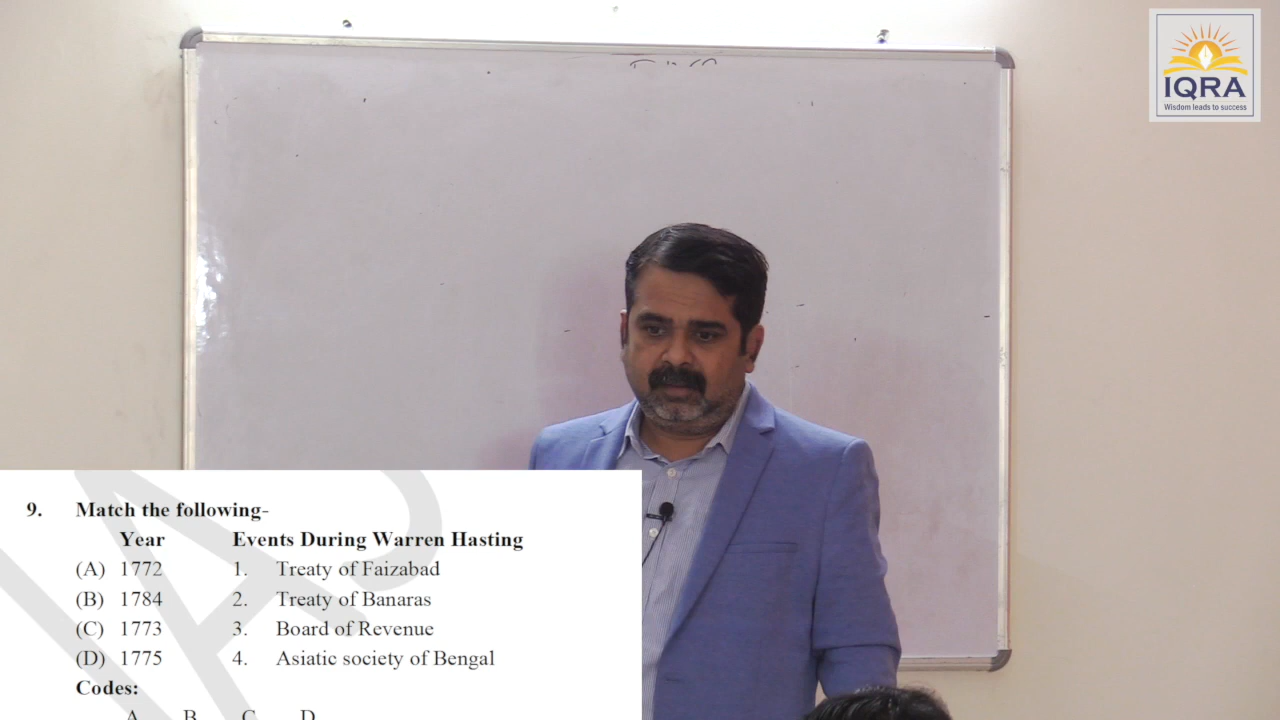 IQRA
Wisdom leads to success
9. Match the following-
Year Events During Warren Hasting
(A) 1772 1. Treaty of Faizabad
(B) 1784 2. Treaty of Banaras
(C) 1773 3. Board of Revenue
(D) 1775 4. Asiatic society of Bengal
Codes:
A B C D